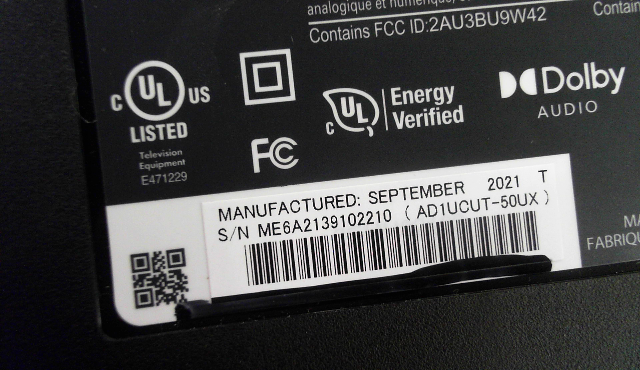 analogique et numérique,
Contains FCC ID:2AU3BU9W42
Conta
C UL US
LISTED
Television
Equipment
E471229
FC
C UL Energy
Verified
Dolby
AUDIO
MANUFACTURED: SEPTEMBER 2021 T
S/N ME6A2139102210 ( AD1UCUT-50UX )
MA
FABRIQU